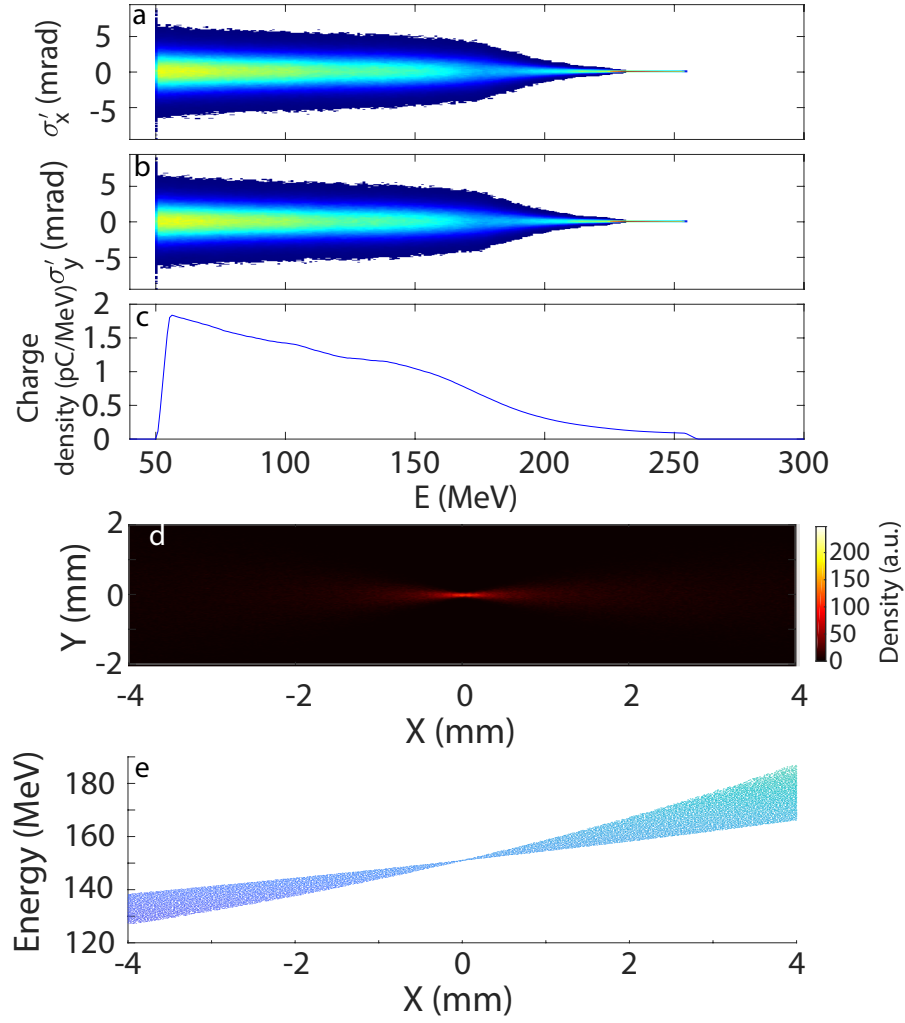 a
5
0
-5
σ′x (mrad)
b
5
0
-5
σ′y (mrad)
c
2
1.5
1
0.5
0
Charge
density (pC/MeV)
50 100 150 200 250 300
E (MeV)
d
2
0
-2
Y (mm)
-4 -2 0 2 4
X (mm)
200
150
100
50
0
Density (a.u.)
e
180
160
140
120
Energy (MeV)
-4 -2 0 2 4
X (mm)